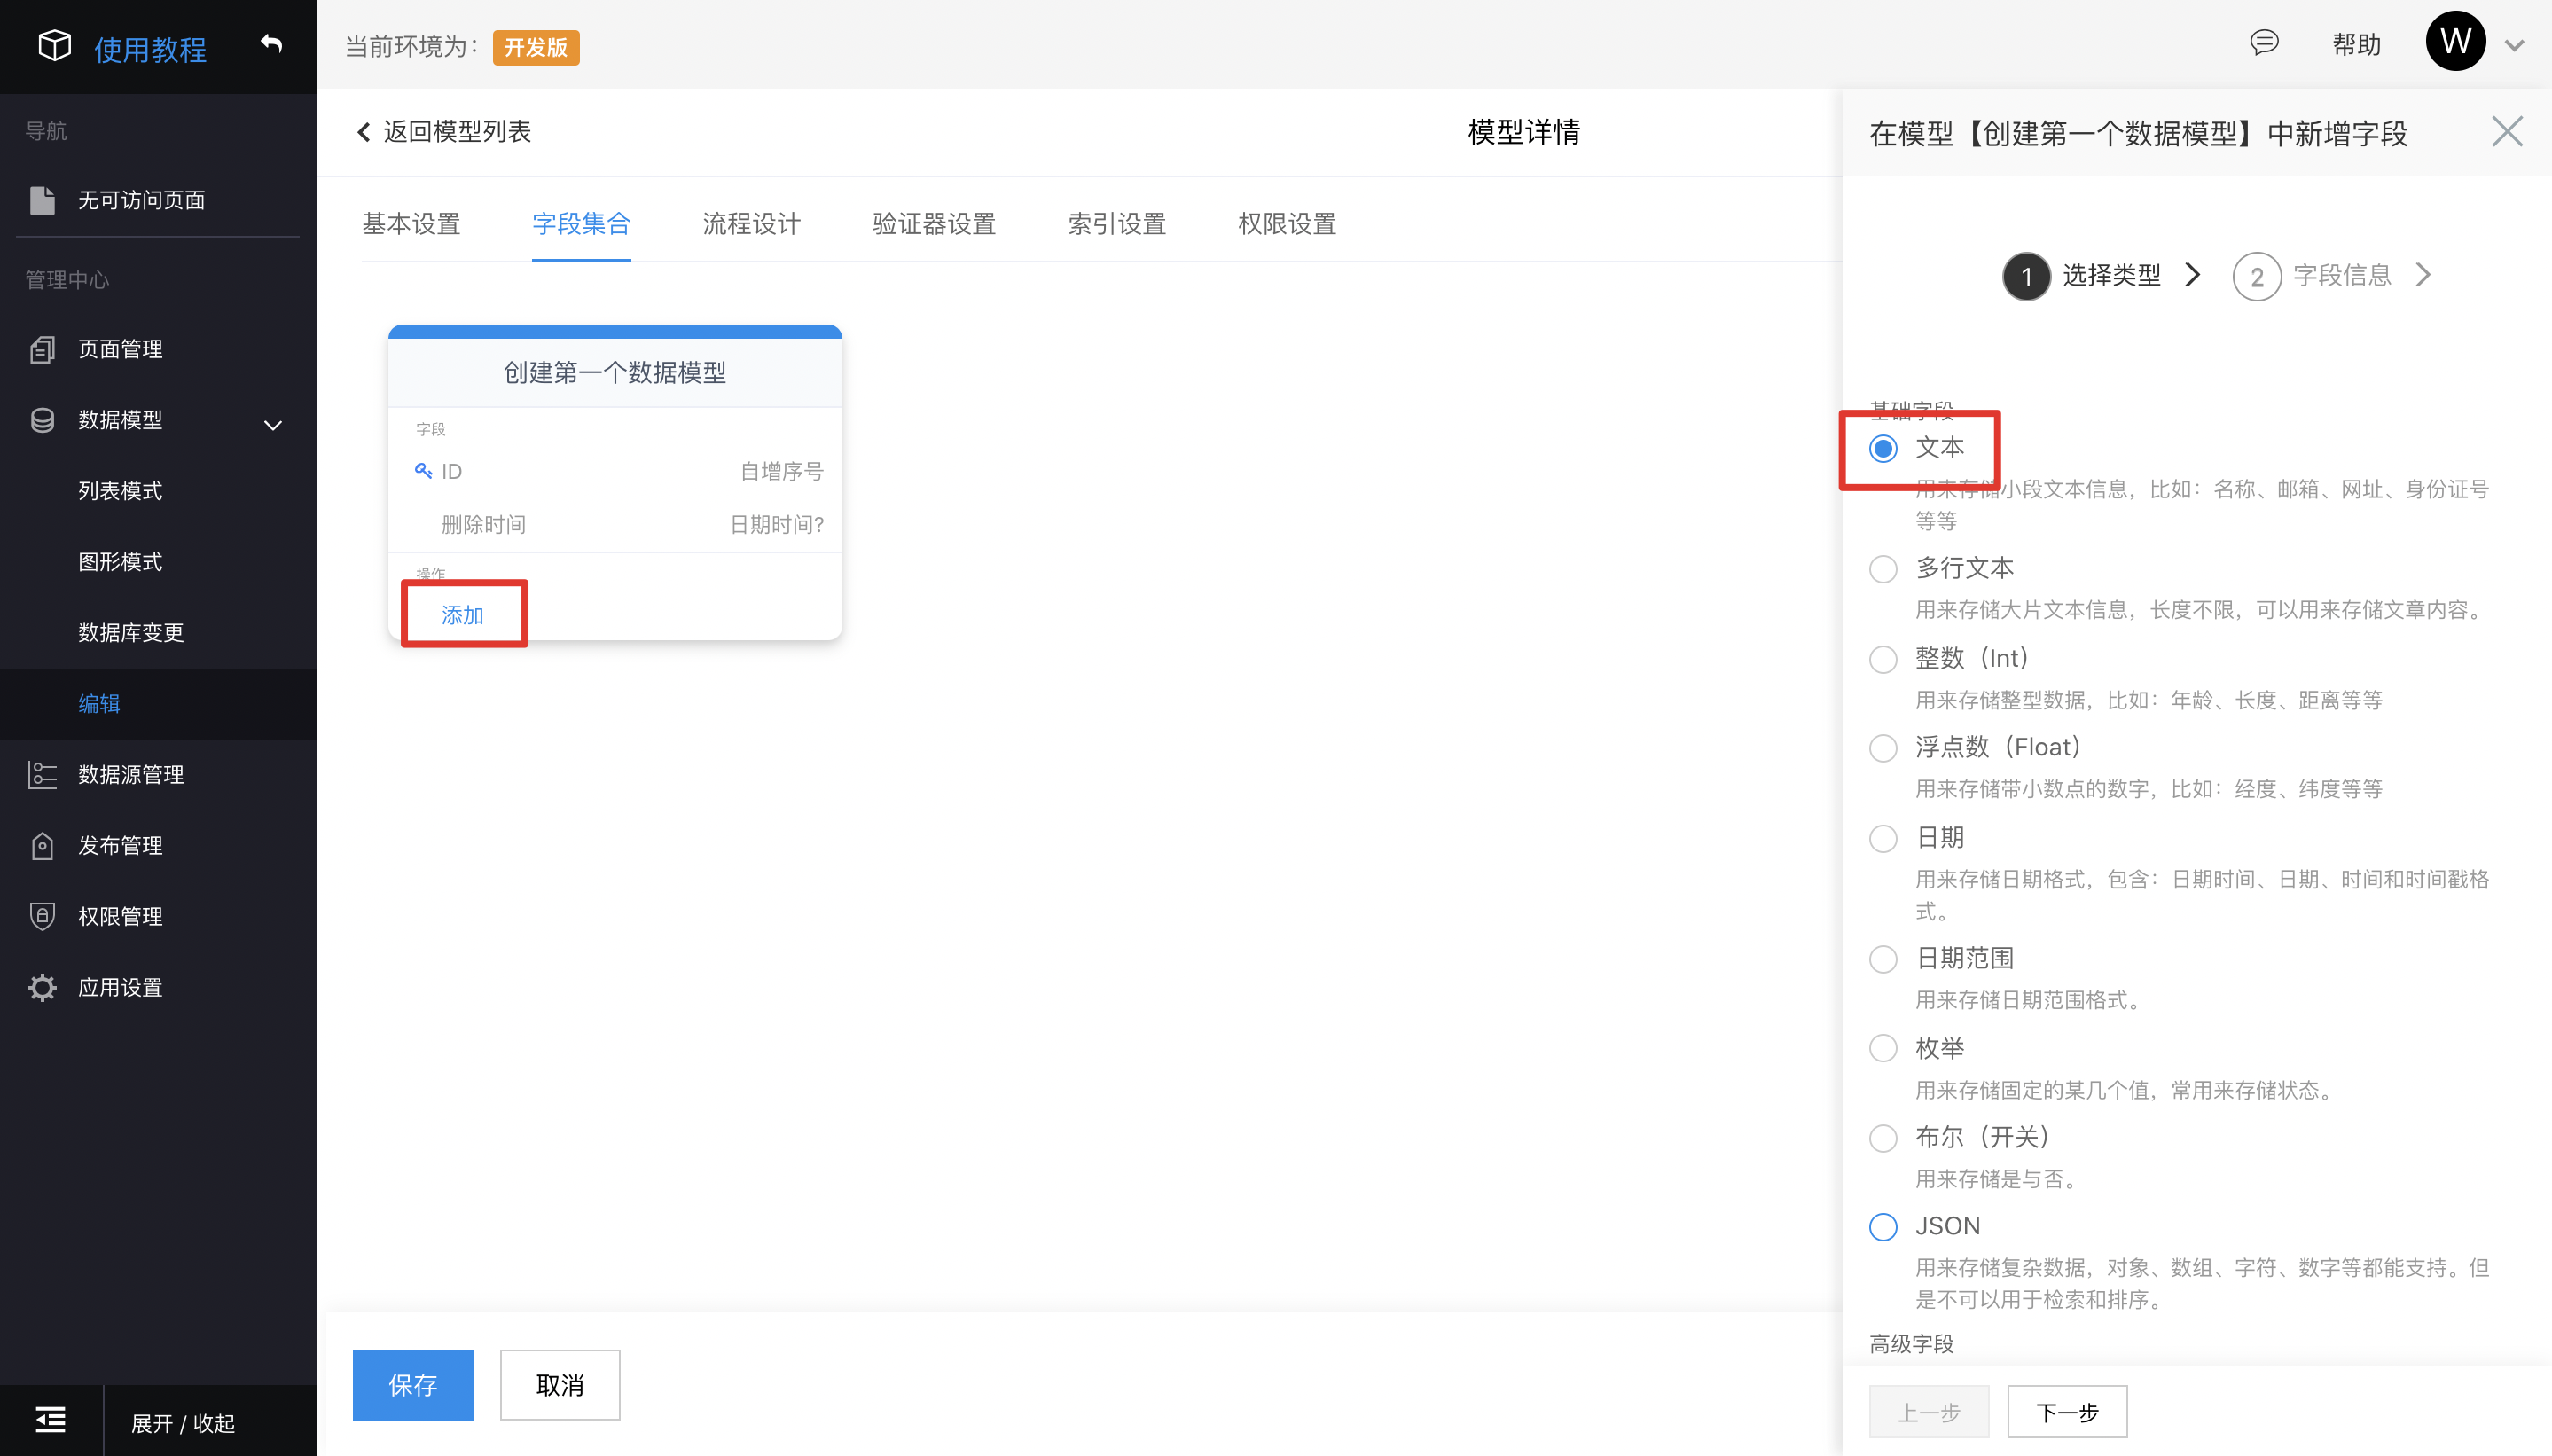 使用教程
导航
无可访问页面
管理中心
页面管理
数据模型
列表模式
图形模式
数据库变更
编辑
数据源管理
发布管理
权限管理
应用设置
展开 / 收起
当前环境为： 开发版
帮助
W
返回模型列表
模型详情
基本设置 字段集合 流程设计 验证器设置 索引设置 权限设置
创建第一个数据模型
字段
ID 自增序号
删除时间 日期时间?
操作
添加
保存 取消
在模型【创建第一个数据模型】中新增字段
1 选择类型 2 字段信息
基础字段
文本
用来存储小段文本信息，比如：名称、邮箱、网址、身份证号
等等
多行文本
用来存储大片文本信息，长度不限，可以用来存储文章内容。
整数（Int）
用来存储整型数据，比如：年龄、长度、距离等等
浮点数（Float）
用来存储带小数点的数字，比如：经度、纬度等等
日期
用来存储日期格式，包含：日期时间、日期、时间和时间戳格
式。
日期范围
用来存储日期范围格式。
枚举
用来存储固定的某几个值，常用来存储状态。
布尔（开关）
用来存储是与否。
JSON
用来存储复杂数据，对象、数组、字符、数字等都能支持。但
是不可以用于检索和排序。
高级字段
上一步 下一步